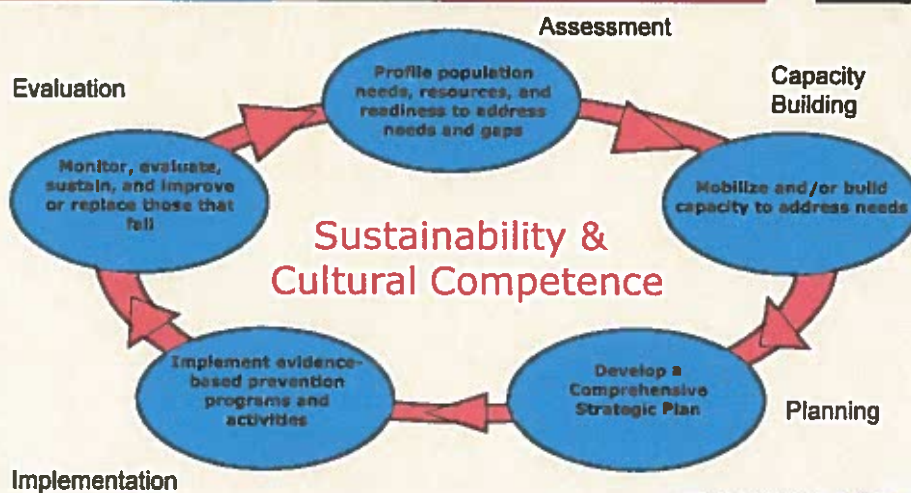 Assessment
Profile population
needs, resources, and
readiness to address
needs and gaps
Capacity
Building
Mobilize and/or build
capacity to address needs
Planning
Develop a
Comprehensive
Strategic Plan
Implementation
Implement evidence-
based prevention
programs and
activities
Evaluation
Monitor, evaluate,
sustain, and improve
or replace those that
fail
Sustainability &
Cultural Competence